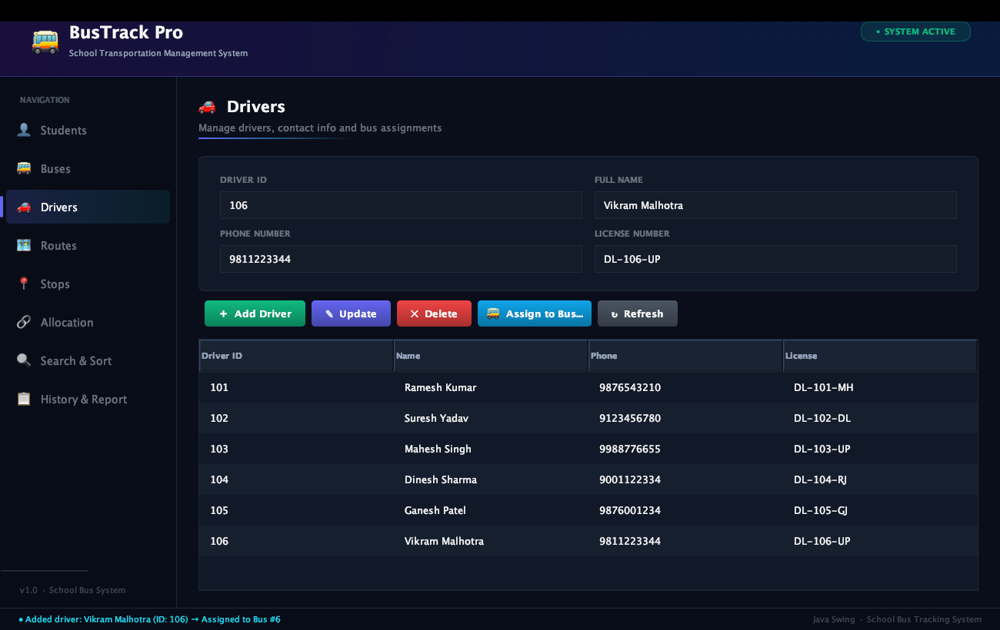 BusTrack Pro
School Transportation Management System
• SYSTEM ACTIVE
NAVIGATION
Students
Buses
Drivers
Routes
Stops
Allocation
Search & Sort
History & Report
v1.0 · School Bus System
Drivers
Manage drivers, contact info and bus assignments
DRIVER ID
FULL NAME
106
Vikram Malhotra
PHONE NUMBER
LICENSE NUMBER
9811223344
DL-106-UP
+ Add Driver
✎ Update
✕ Delete
Assign to Bus...
↻ Refresh
Driver ID Name Phone License
101 Ramesh Kumar 9876543210 DL-101-MH
102 Suresh Yadav 9123456780 DL-102-DL
103 Mahesh Singh 9988776655 DL-103-UP
104 Dinesh Sharma 9001122334 DL-104-RJ
105 Ganesh Patel 9876001234 DL-105-GJ
106 Vikram Malhotra 9811223344 DL-106-UP
• Added driver: Vikram Malhotra (ID: 106) → Assigned to Bus #6
Java Swing · School Bus Tracking System